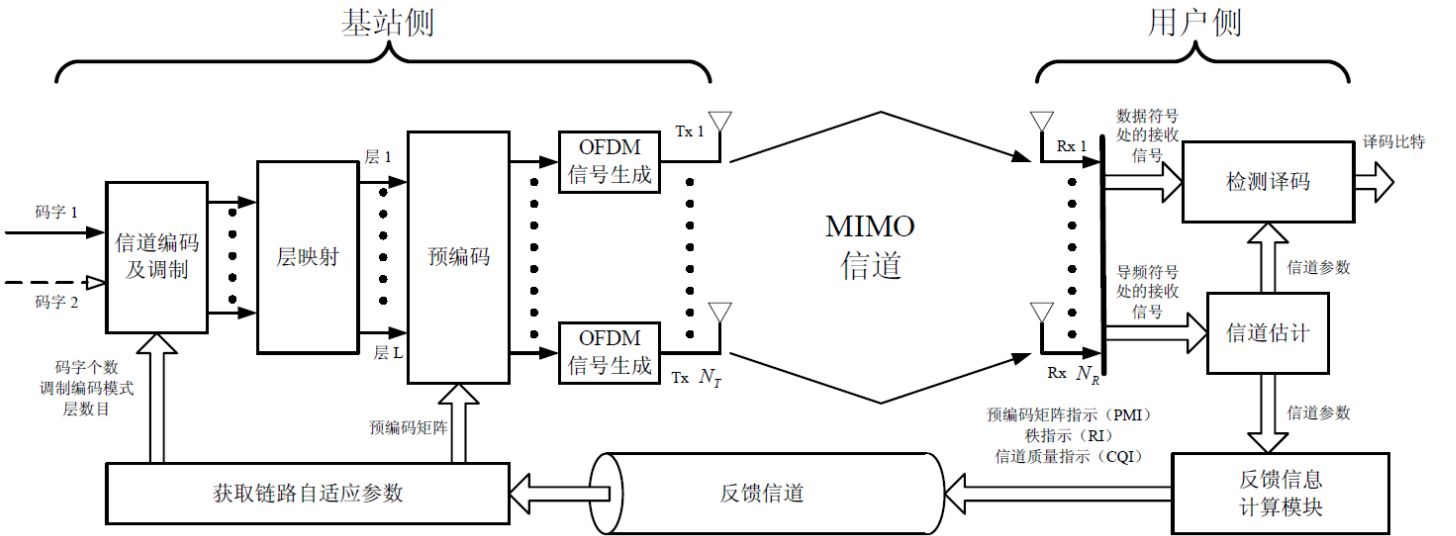 基站侧
用户侧
码字 1
码字 2
信道编码
及调制
层映射
层 1
层 L
预编码
OFDM
信号生成
OFDM
信号生成
Tx 1
Tx N_T
MIMO
信道
Rx 1
Rx N_R
数据符号
处的接收
信号
检测译码
译码比特
信道参数
导频符号
处的接收
信号
信道估计
信道参数
码字个数
调制编码模式
层数目
预编码矩阵
预编码矩阵指示（PMI）
秩指示（RI）
信道质量指示（CQI）
获取链路自适应参数
反馈信道
反馈信息
计算模块